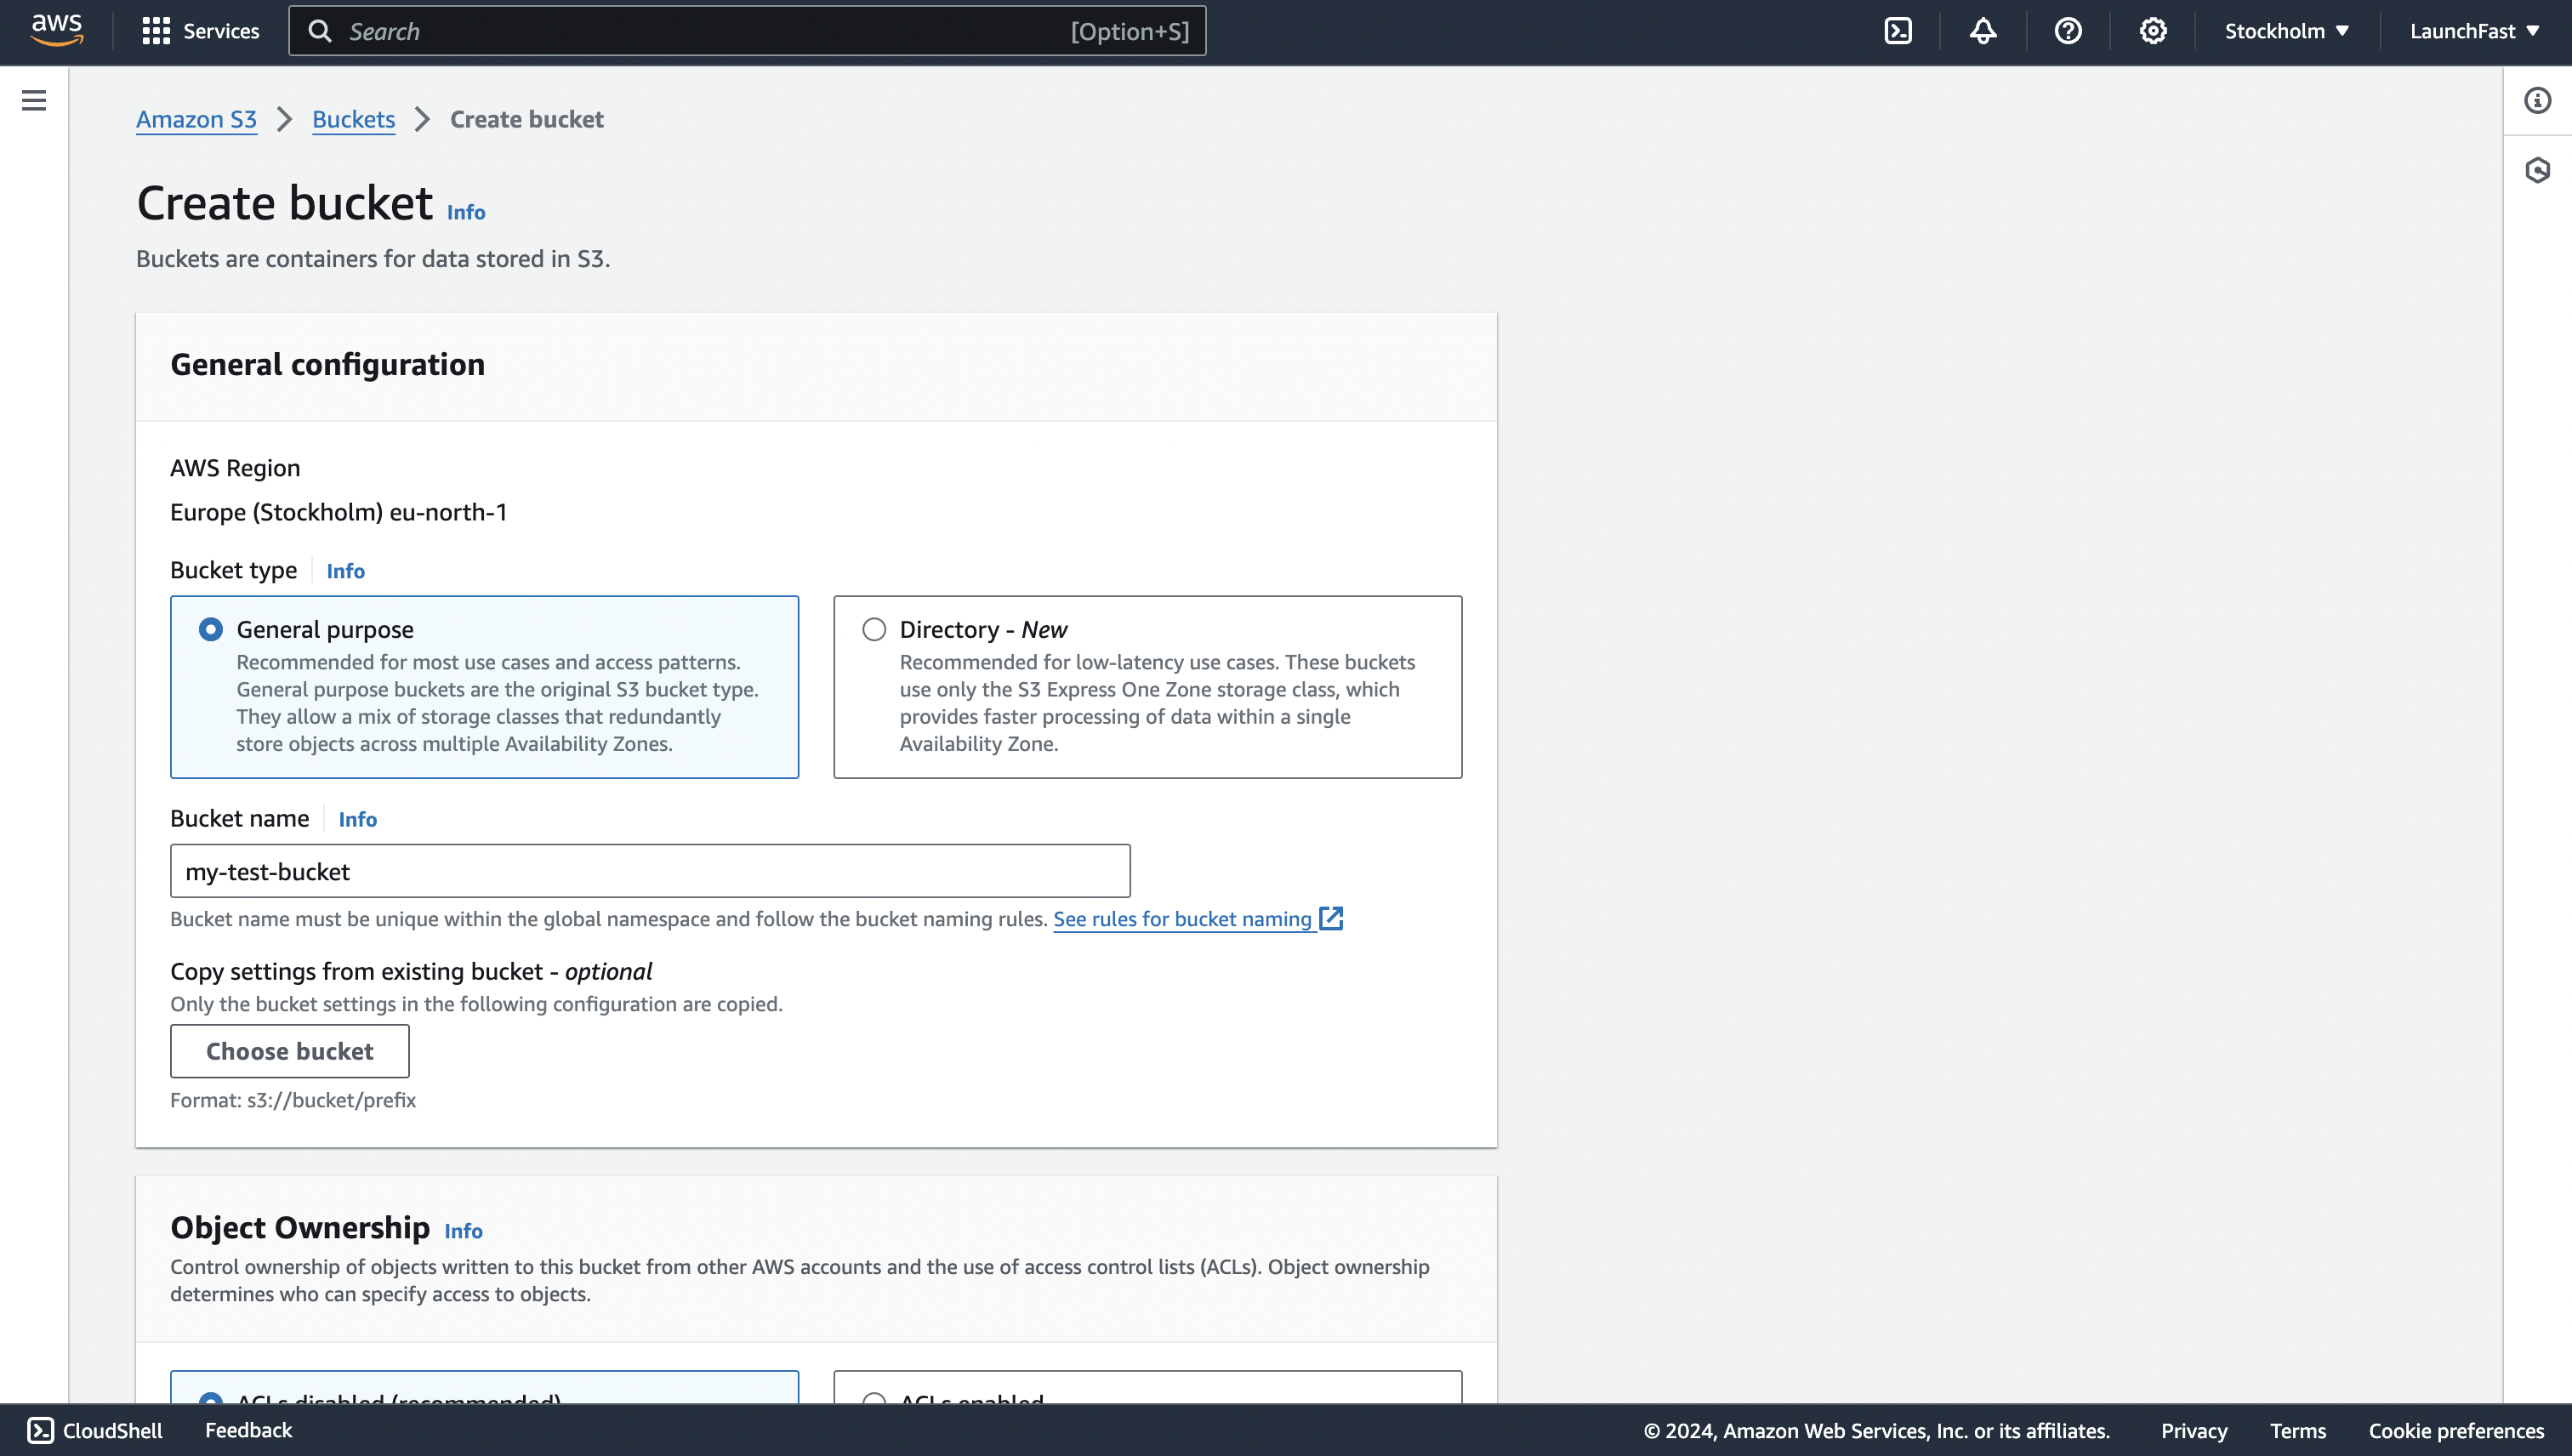 aws Services Search [Option+S] Stockholm LaunchFast
Amazon S3 Buckets Create bucket
Create bucket Info
Buckets are containers for data stored in S3.
General configuration
AWS Region
Europe (Stockholm) eu-north-1
Bucket type Info
General purpose
Recommended for most use cases and access patterns.
General purpose buckets are the original S3 bucket type.
They allow a mix of storage classes that redundantly
store objects across multiple Availability Zones.
Directory - New
Recommended for low-latency use cases. These buckets
use only the S3 Express One Zone storage class, which
provides faster processing of data within a single
Availability Zone.
Bucket name Info
my-test-bucket
Bucket name must be unique within the global namespace and follow the bucket naming rules. See rules for bucket naming
Copy settings from existing bucket - optional
Only the bucket settings in the following configuration are copied.
Choose bucket
Format: s3://bucket/prefix
Object Ownership Info
Control ownership of objects written to this bucket from other AWS accounts and the use of access control lists (ACLs). Object ownership
determines who can specify access to objects.
ACLs disabled (recommended)
ACLs enabled
CloudShell Feedback © 2024, Amazon Web Services, Inc. or its affiliates. Privacy Terms Cookie preferences